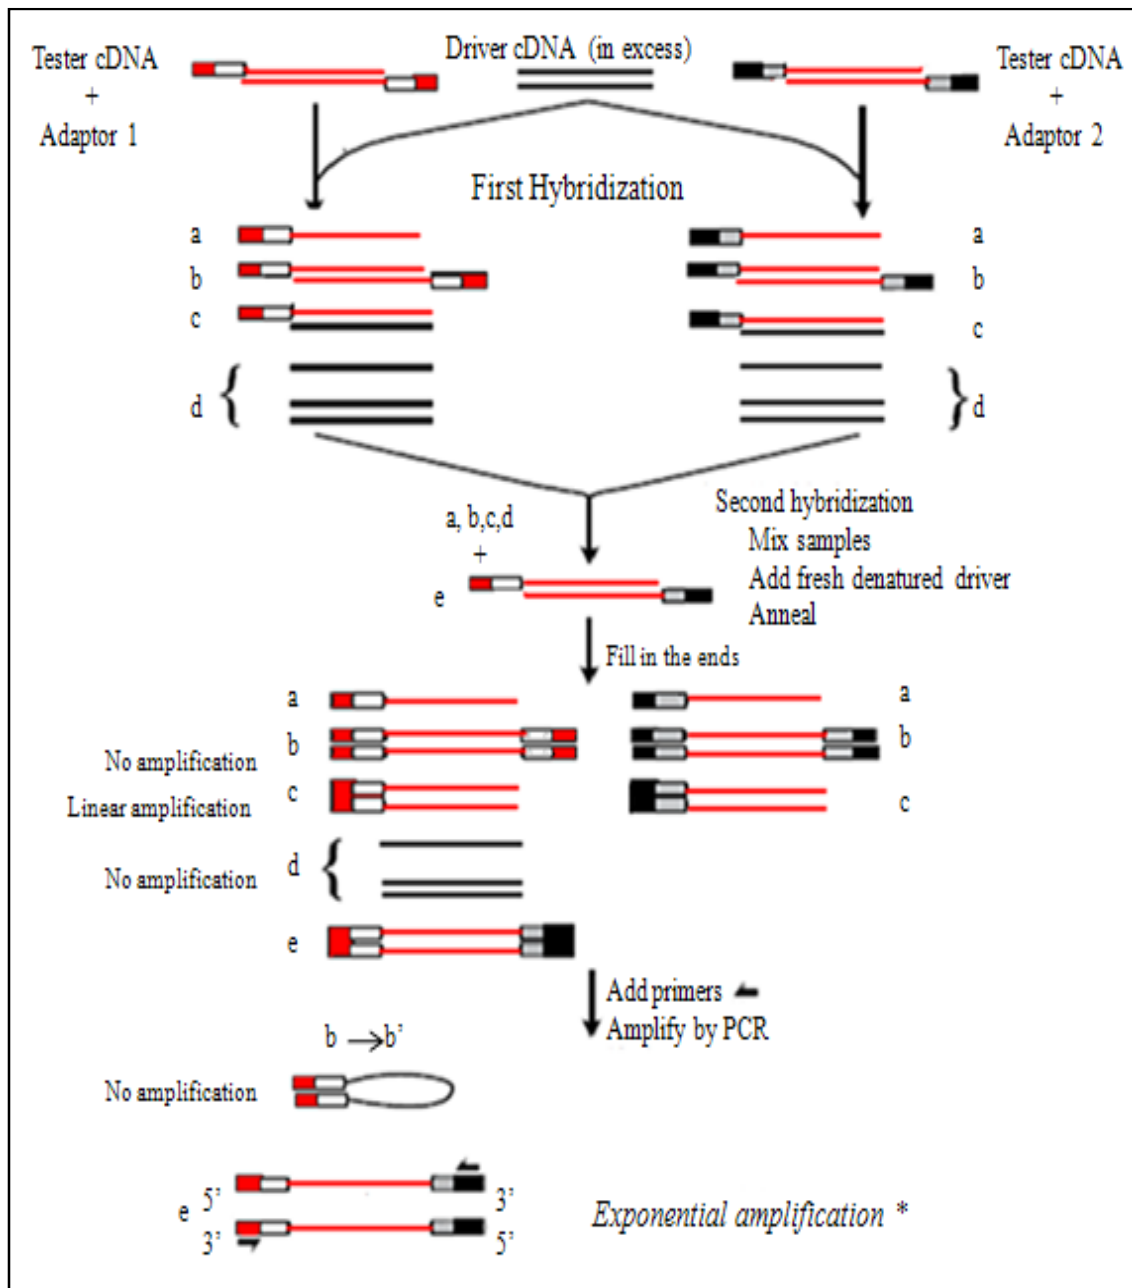 Tester cDNA
+
Adaptor 1
Driver cDNA (in excess)
Tester cDNA
+
Adaptor 2
First Hybridization
a
b
c
d
a
b
c
d
a, b,c,d
+
e
Second hybridization
Mix samples
Add fresh denatured driver
Anneal
Fill in the ends
a
b
No amplification
c
Linear amplification
d
No amplification
e
a
b
c
Add primers
Amplify by PCR
b → b’
No amplification
e
5’
3’
3’
5’
Exponential amplification *